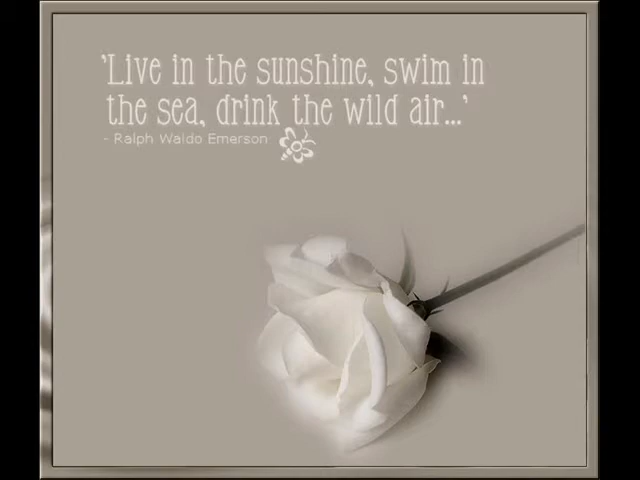 'Live in the sunshine, swim in
the sea, drink the wild air...'
- Ralph Waldo Emerson